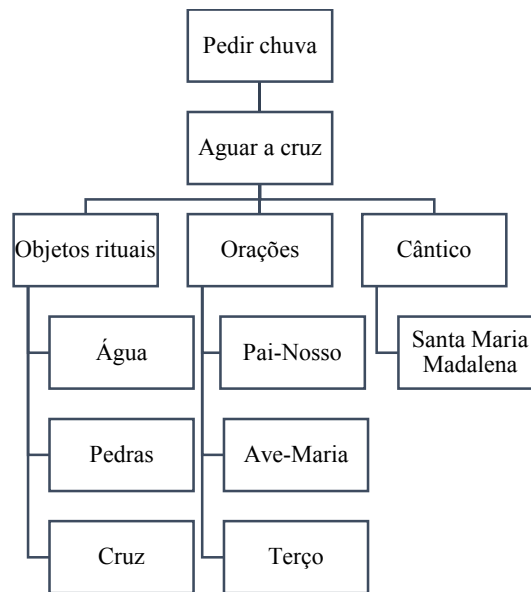 Pedir chuva
Aguar a cruz
Objetos rituais
Orações
Cântico
Água
Pai-Nosso
Santa Maria
Madalena
Pedras
Ave-Maria
Cruz
Terço